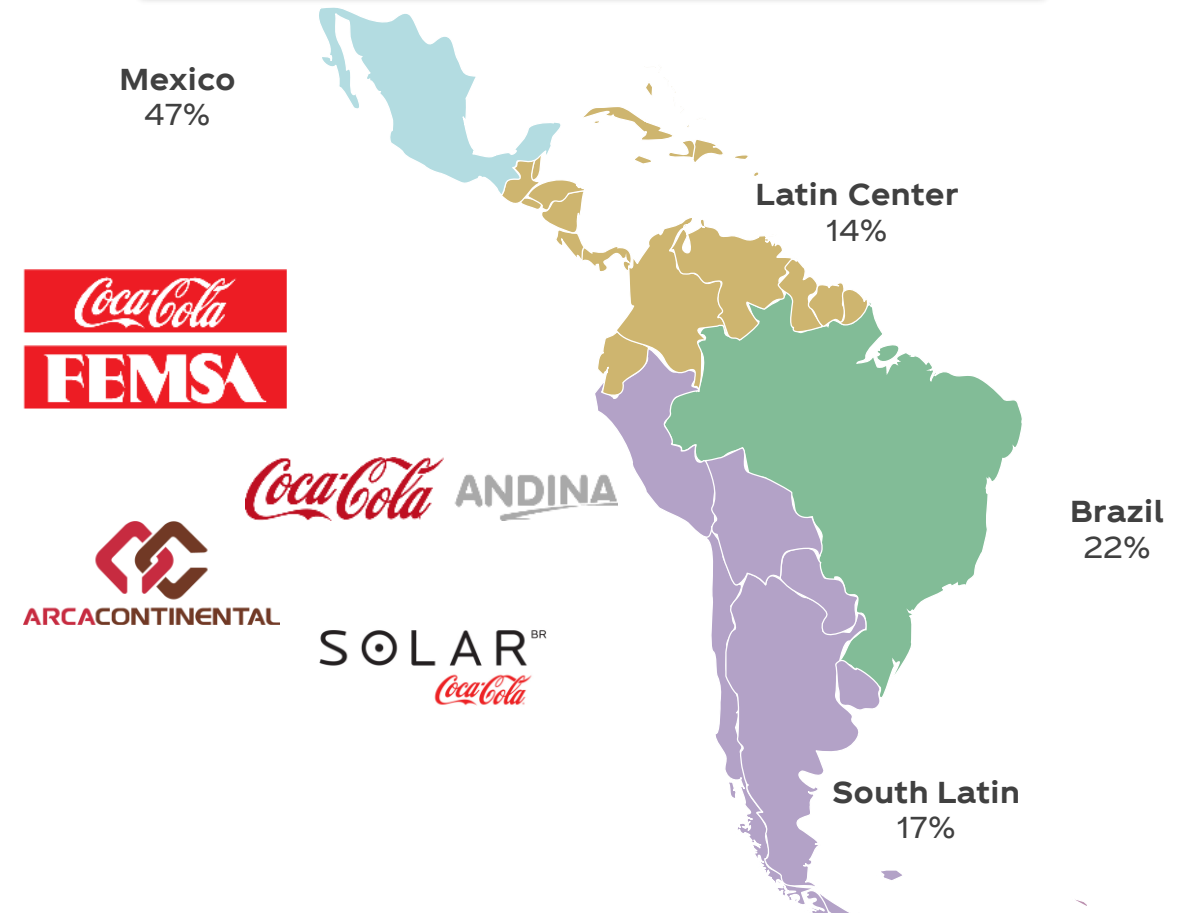 Mexico
47%
Latin Center
14%
Coca-Cola
FEMSA
Coca-Cola ANDINA
Brazil
22%
ARCACONTINENTAL
SOLAR BR
Coca-Cola
South Latin
17%